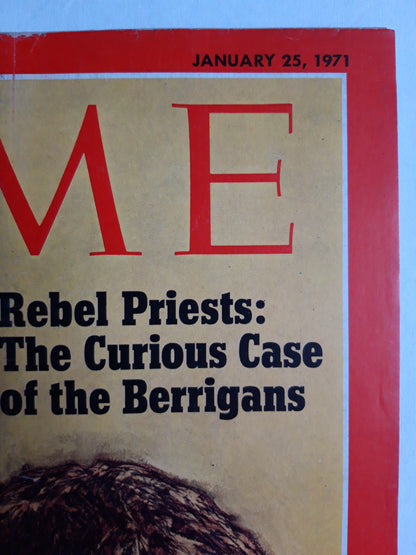 JANUARY 25, 1971
ME
Rebel Priests:
The Curious Case
of the Berrigans